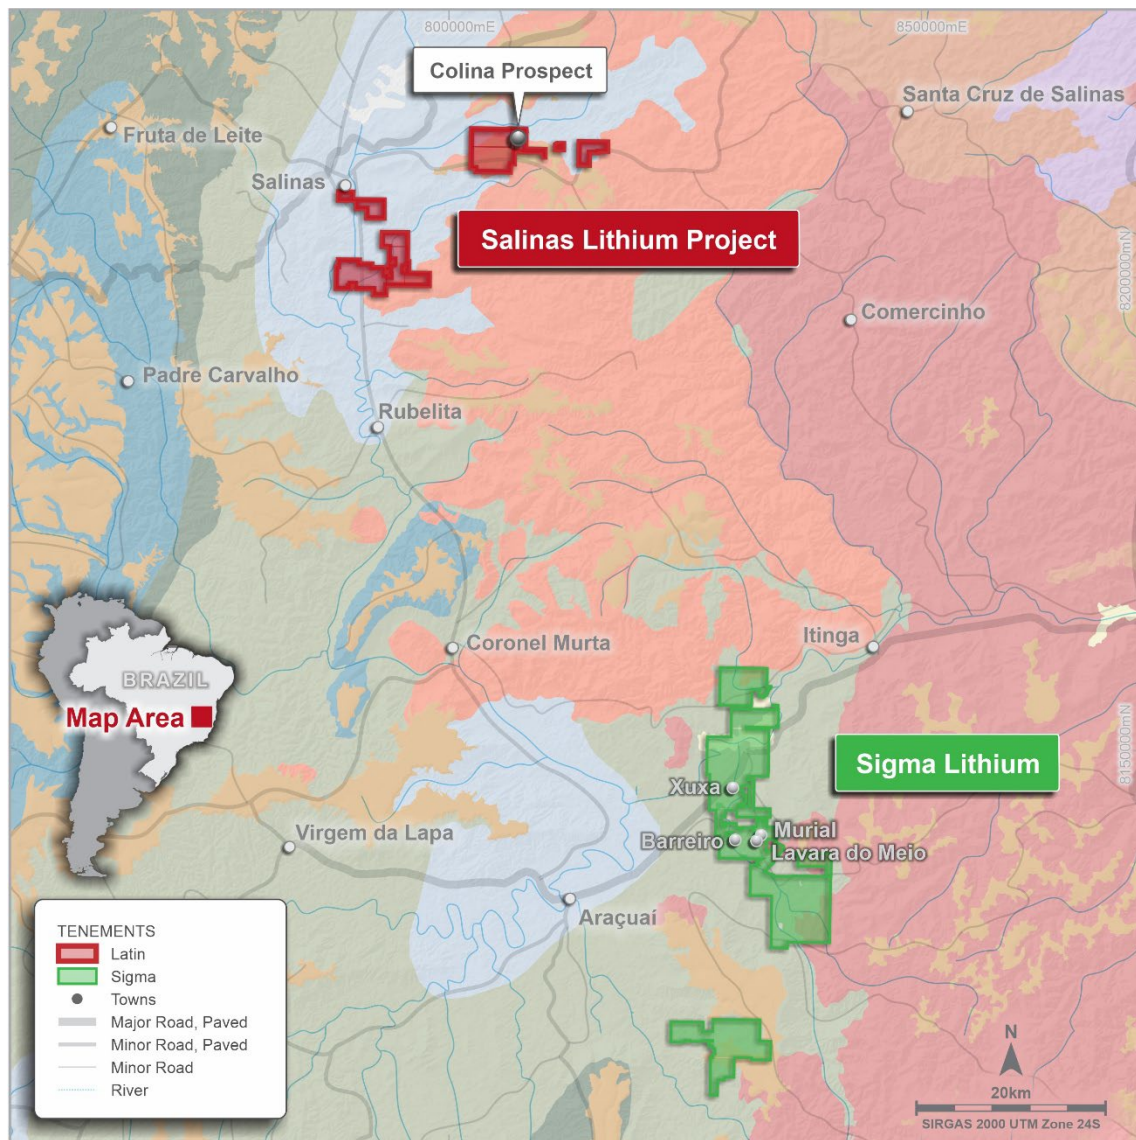 800000mE
850000mE
Colina Prospect
Santa Cruz de Salinas
Fruta de Leite
Salinas
Salinas Lithium Project
8200000mN
Comercinho
Padre Carvalho
Rubelita
Coronel Murta
Itinga
BRAZIL
Map Area
8150000mN
Sigma Lithium
Xuxa
Virgem da Lapa
Barreiro
Murial
Lavara do Meio
Araçuaí
TENEMENTS
Latin
Sigma
Towns
Major Road, Paved
Minor Road, Paved
Minor Road
River
N
20km
SIRGAS 2000 UTM Zone 24S